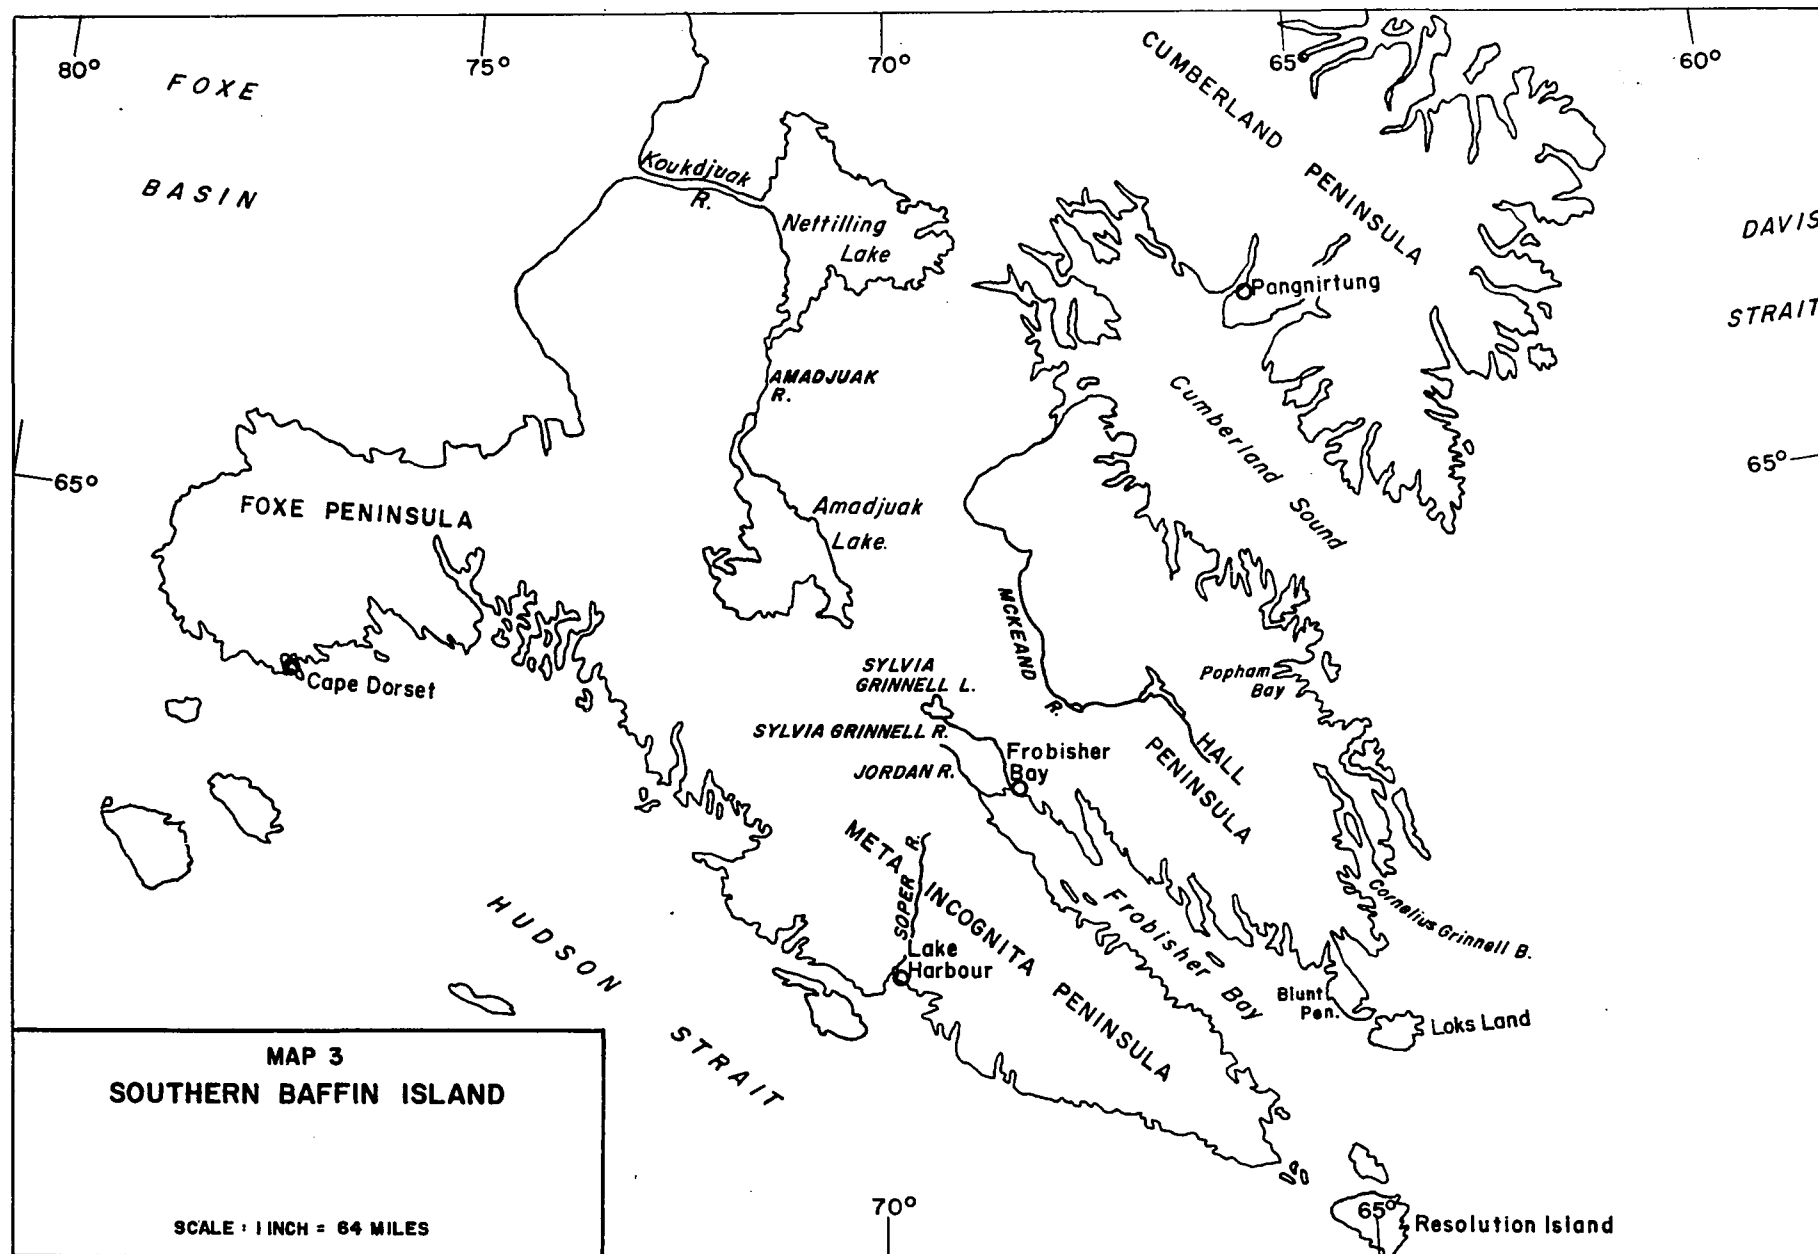 80°
75°
70°
65°
60°
FOXE
BASIN
CUMBERLAND
PENINSULA
Koukdjuak
R.
Nettilling
Lake
DAVIS
STRAIT
Pangnirtung
AMADJUAK
R.
Cumberland Sound
65°
65°
FOXE PENINSULA
Amadjuak
Lake.
MCKEAND
R.
Cape Dorset
SYLVIA
GRINNELL L.
Popham
Bay
SYLVIA GRINNELL R.
JORDAN R.
Frobisher
Bay
HALL
PENINSULA
META INCOGNITA PENINSULA
SOPER R.
Frobisher Bay
Cornelius Grinnell B.
HUDSON
STRAIT
Lake
Harbour
Blunt
Pen.
Loks Land
MAP 3
SOUTHERN BAFFIN ISLAND
SCALE : 1 INCH = 64 MILES
70°
65°
Resolution Island